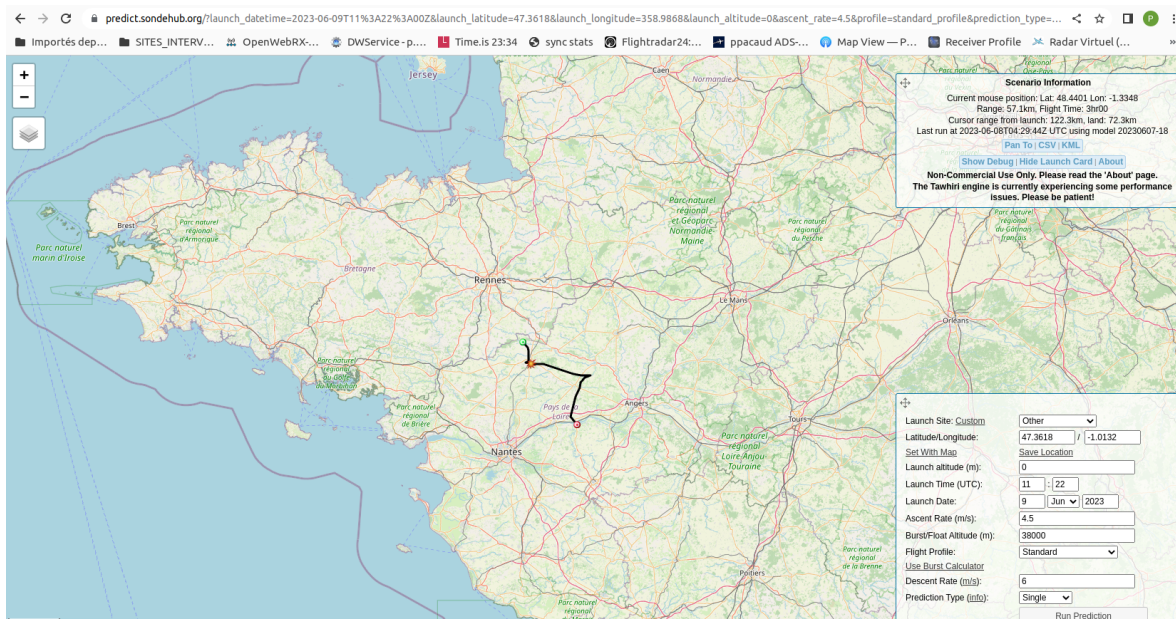 predict.sondehub.org/?launch_datetime=2023-06-09T11%3A22%3A00Z&launch_latitude=47.3618&launch_longitude=358.9868&launch_altitude=0&ascent_rate=4.5&profile=standard_profile&prediction_type=...
P
Importés dep... SITES_INTERV... OpenWebRX-... DWService - p.... Time.is 23:34 sync stats Flightradar24:... ppacaud ADS-... Map View — P... Receiver Profile Radar Virtuel (... »
+
−
Jersey
Caen
Normandie
Brest
Parc naturel
régional
d'Armorique
Parc naturel
marin d'Iroise
Bretagne
Rennes
Parc naturel
régional
et Géoparc
Normandie-
Maine
Parc naturel
régional
du Perche
Le Mans
Orléans
Parc naturel
régional
de Brière
Pays de la
Loire
Angers
Nantes
Tours
Parc naturel
régional
Loire-Anjou-
Touraine
Poitiers
Parc naturel
régional
de la Brenne
Parc naturel
régional
du Gâtinais
français
Scenario Information
Current mouse position: Lat: 48.4401 Lon: -1.3348
Range: 57.1km, Flight Time: 3hr00
Cursor range from launch: 122.3km, land: 72.3km
Last run at 2023-06-08T04:29:44Z UTC using model 20230607-18
Pan To | CSV | KML
Show Debug | Hide Launch Card | About
Non-Commercial Use Only. Please read the 'About' page.
The Tawhiri engine is currently experiencing some performance
issues. Please be patient!
Launch Site: Custom Other
Latitude/Longitude: 47.3618 / -1.0132
Set With Map Save Location
Launch altitude (m): 0
Launch Time (UTC): 11 : 22
Launch Date: 9 Jun 2023
Ascent Rate (m/s): 4.5
Burst/Float Altitude (m): 38000
Flight Profile: Standard
Use Burst Calculator
Descent Rate (m/s): 6
Prediction Type (info): Single
Run Prediction